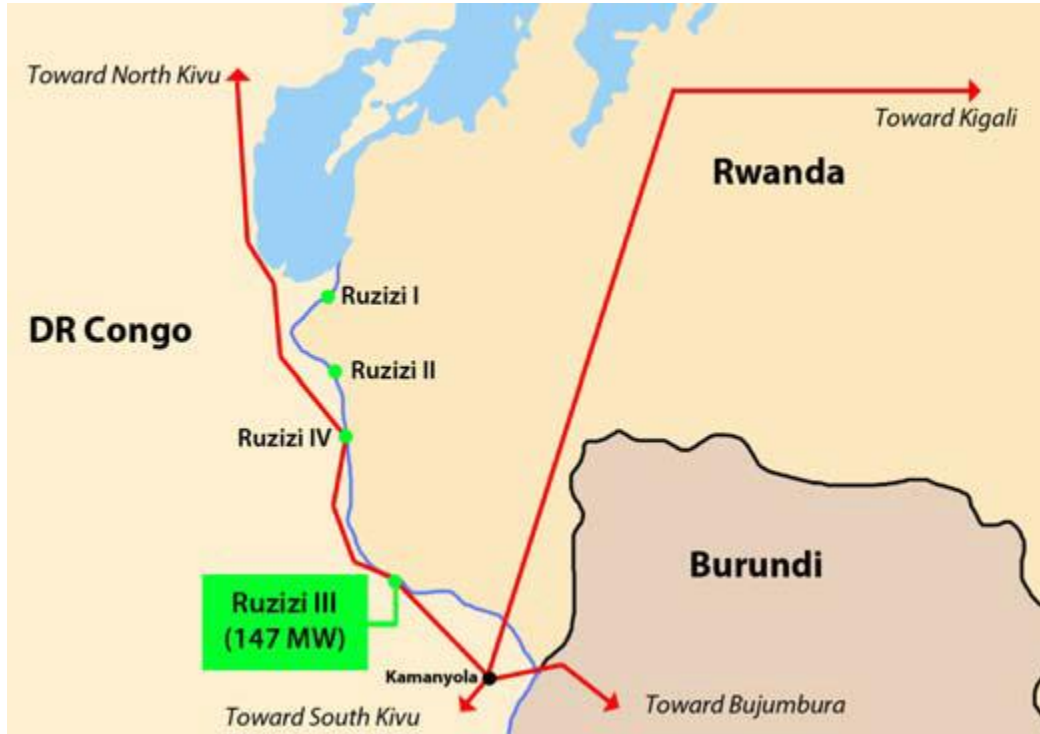 Toward North Kivu
Toward Kigali
Rwanda
Ruzizi I
DR Congo
Ruzizi II
Ruzizi IV
Burundi
Ruzizi III
(147 MW)
Kamanyola
Toward South Kivu
Toward Bujumbura